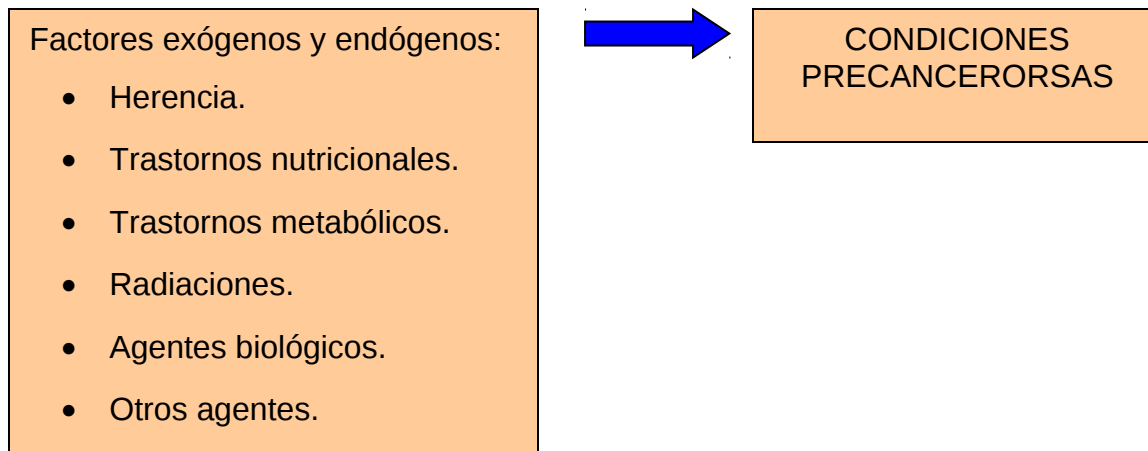 Factores exógenos y endógenos:
• Herencia.
• Trastornos nutricionales.
• Trastornos metabólicos.
• Radiaciones.
• Agentes biológicos.
• Otros agentes.
CONDICIONES
PRECANCERORSAS